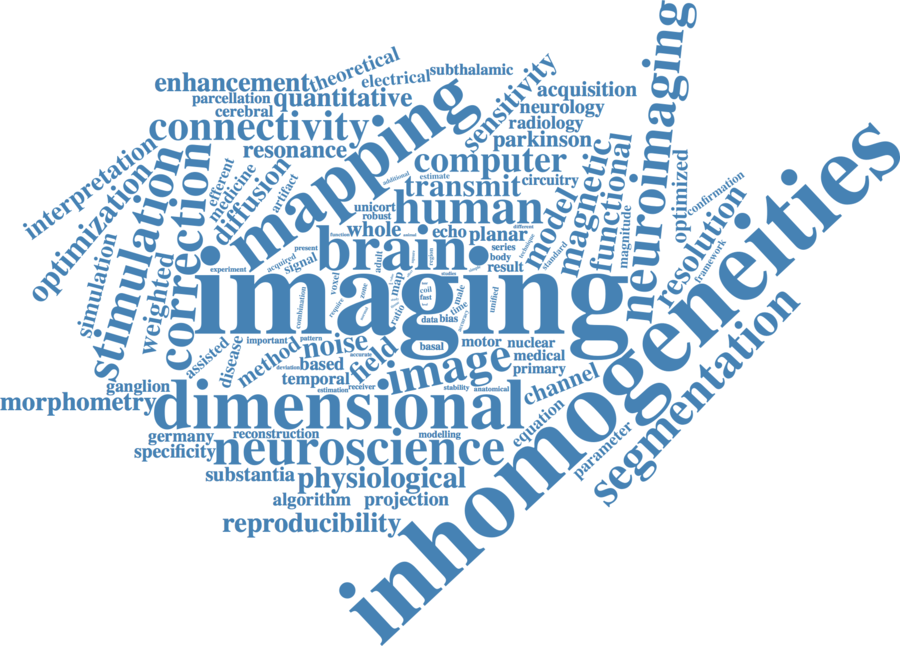 neuroimaging
theoretical
enhancement
electrical
subthalamic
parcellation
quantitative
sensitivity
acquisition
cerebral
neurology
connectivity
mapping
radiology
resonance
parkinson
interpretation
optimization
stimulation
correction
efferent
medicine
diffusion
artifact
computer
additional
estimate
transmit
circuitry
unicort
robust
human
model
magnetic
functional
magnitude
optimized
confirmation
resolution
framework
standard
whole
echo
planar
different
series
body
result
brain
simulation
weighted
experiment
acquired
signal
present
imaging
combination
voxel
require
zone
adult
map
ratio
region
coil
fast
data
bias
time
male
accuracy
unified
inhomogeneities
assisted
disease
important
method
pattern
noise
deviation
based
accurate
field
basal
motor
nuclear
medical
primary
image
temporal
estimation
receiver
stability
anatomical
channel
ganglion
morphometry
dimensional
equation
segmentation
parameter
germany
reconstruction
modelling
specificity
neuroscience
substantia
physiological
algorithm
projection
reproducibility